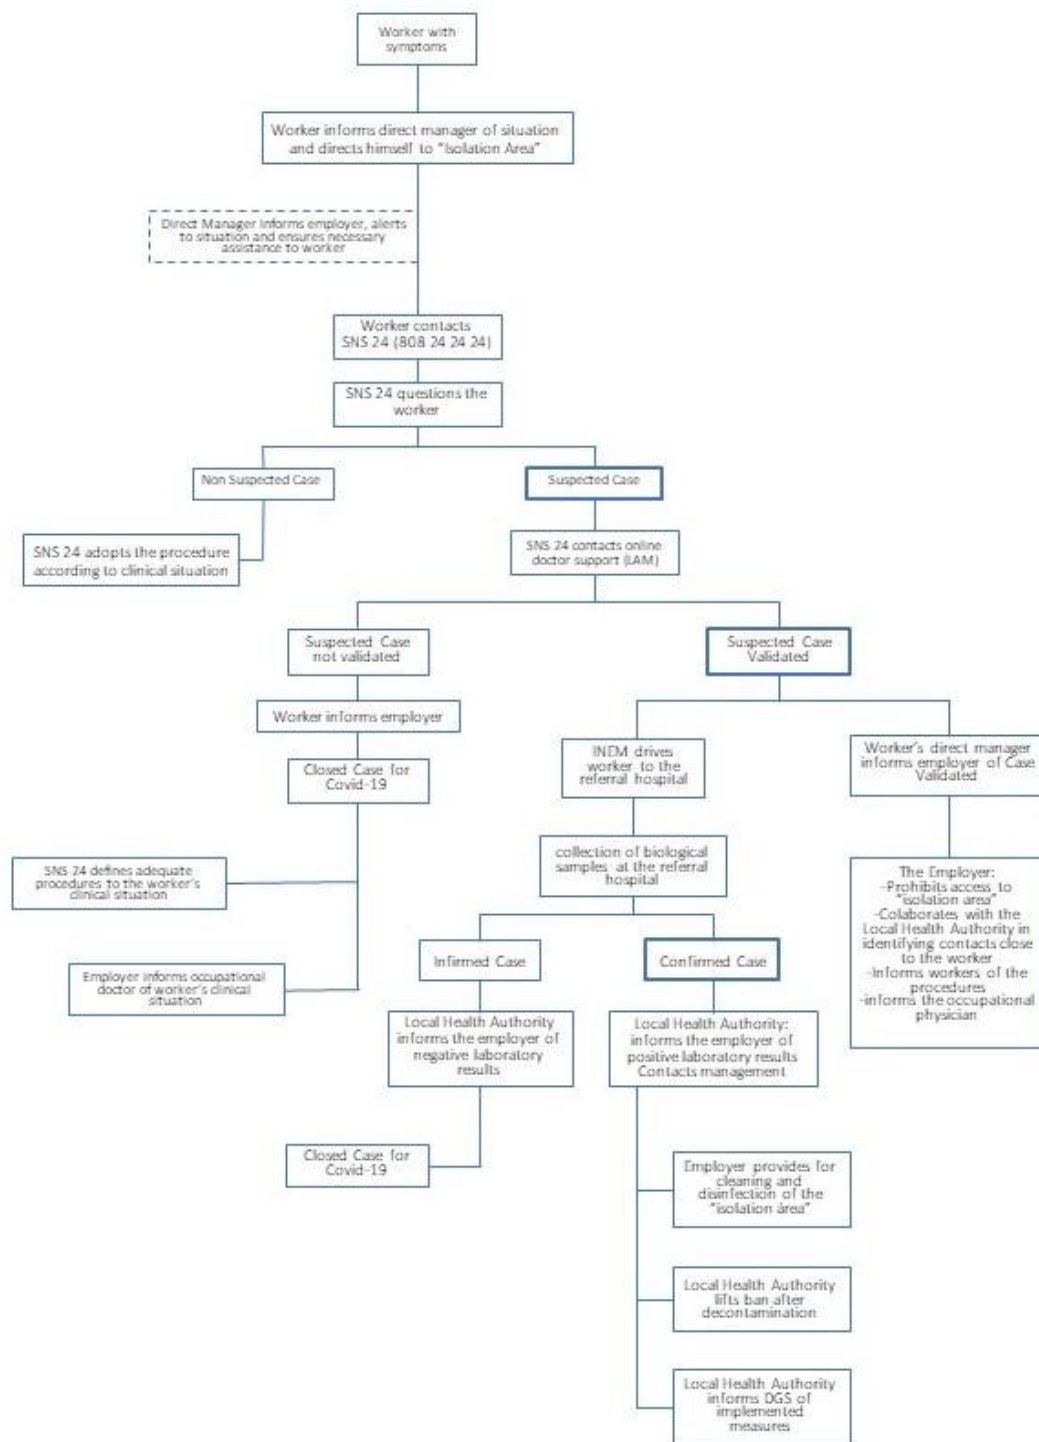 Worker with
symptoms
Worker informs direct manager of situation
and directs himself to "Isolation Area"
Direct Manager informs employer, alerts
to situation and ensures necessary
assistance to worker
Worker contacts
SNS 24 (808 24 24 24)
SNS 24 questions the
worker
Non Suspected Case
Suspected Case
SNS 24 adopts the procedure
according to clinical situation
SNS 24 contacts online
doctor support (LAM)
Suspected Case
not validated
Suspected Case
Validated
Worker informs employer
Closed Case for
Covid-19
INEM drives
worker to the
referral hospital
Worker's direct manager
informs employer of Case
Validated
SNS 24 defines adequate
procedures to the worker's
clinical situation
collection of biological
samples at the referral
hospital
The Employer:
-Prohibits access to
"isolation area"
-Colaborates with the
Local Health Authority in
identifying contacts close
to the worker
-Informs workers of the
procedures
-informs the occupational
physician
Employer informs occupational
doctor of worker's clinical
situation
Infirmed Case
Confirmed Case
Local Health Authority
informs the employer of
negative laboratory
results
Local Health Authority:
informs the employer of
positive laboratory results
Contacts management
Closed Case for
Covid-19
Employer provides for
cleaning and
disinfection of the
"isolation área"
Local Health Authority
lifts ban after
decontamination
Local Health Authority
informs DGS of
implemented
measures